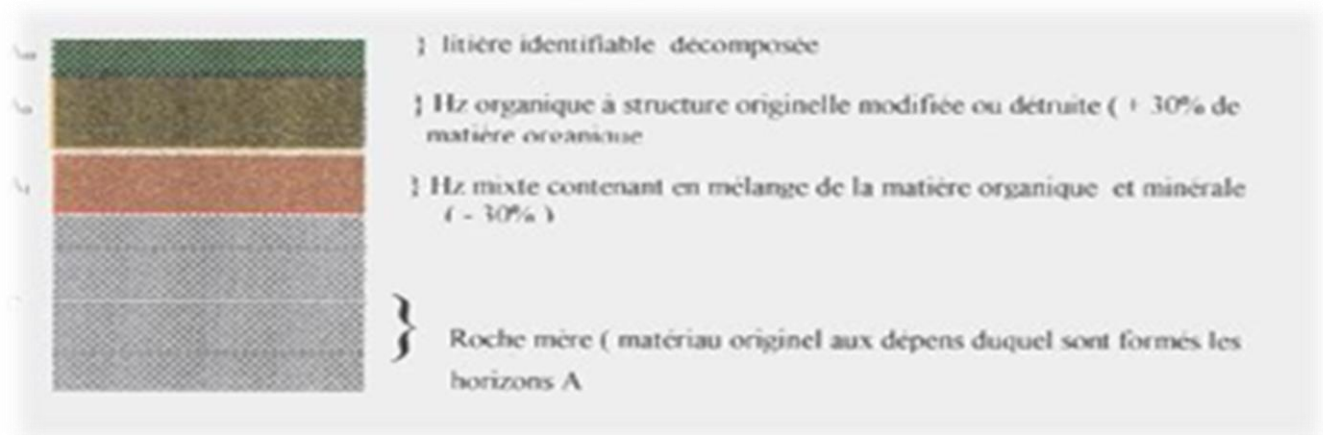 } litière identifiable décomposée
} Hz organique à structure originelle modifiée ou détruite ( + 30% de
matière organique
} Hz mixte contenant en mélange de la matière organique et minérale
( - 30% )
} Roche mère ( matériau originel aux dépens duquel sont formés les
horizons A